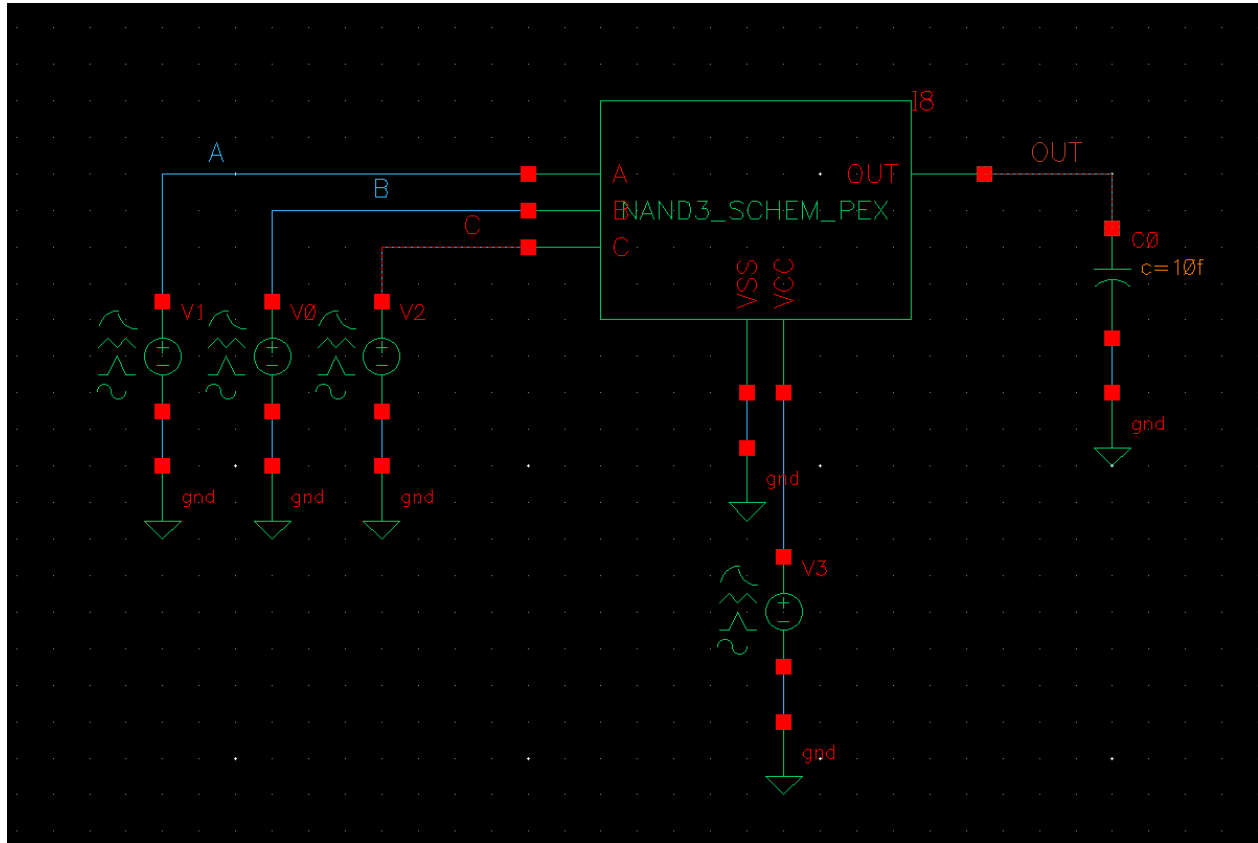 I8
A
OUT
A
OUT
B
B
NAND3_SCHEM_PEX
C
C
VSS
VCC
C0
c=10f
V1
V0
V2
gnd
gnd
gnd
gnd
gnd
V3
gnd